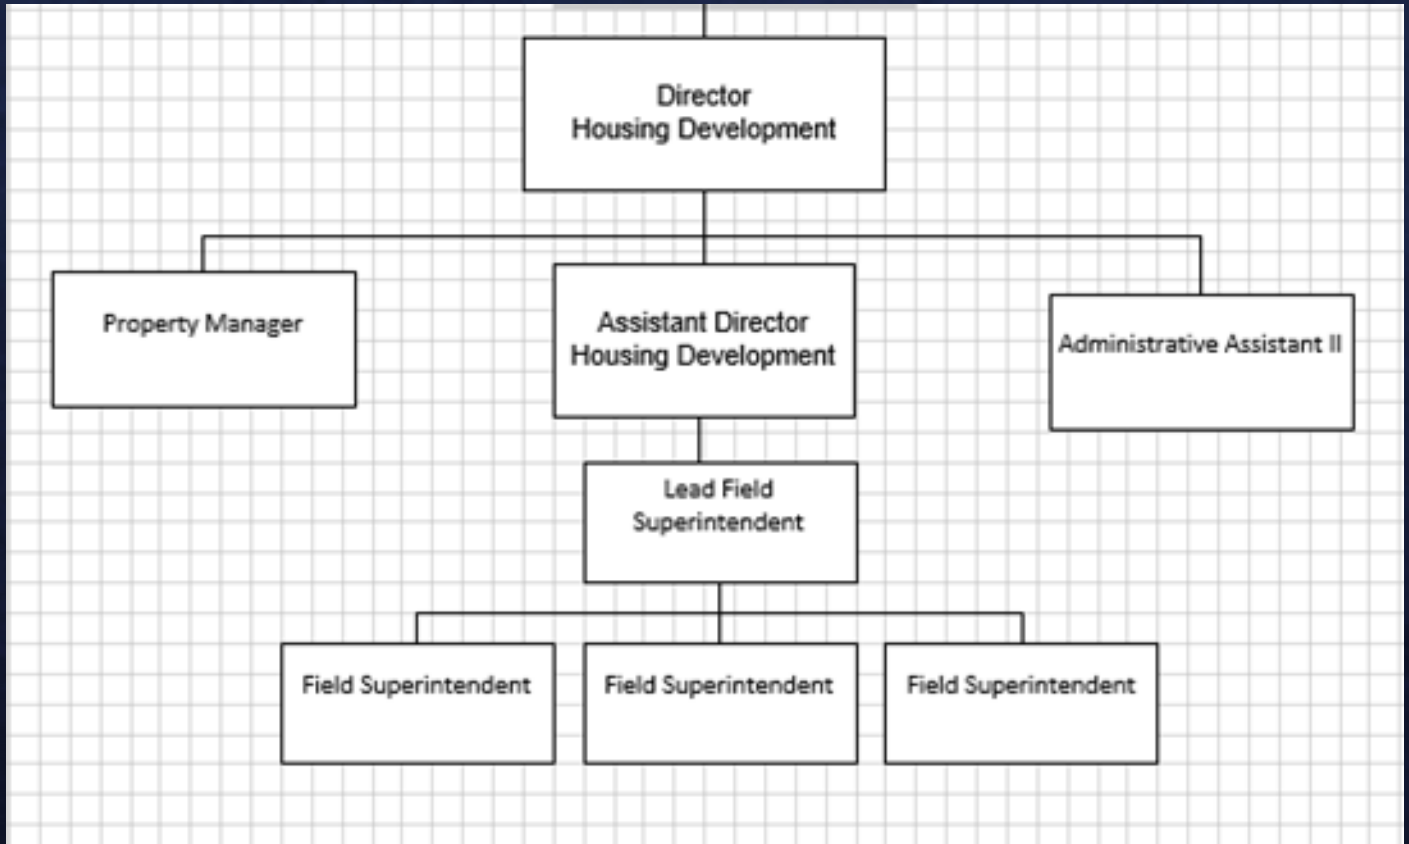 Director
Housing Development
Property Manager
Assistant Director
Housing Development
Administrative Assistant II
Lead Field
Superintendent
Field Superintendent
Field Superintendent
Field Superintendent